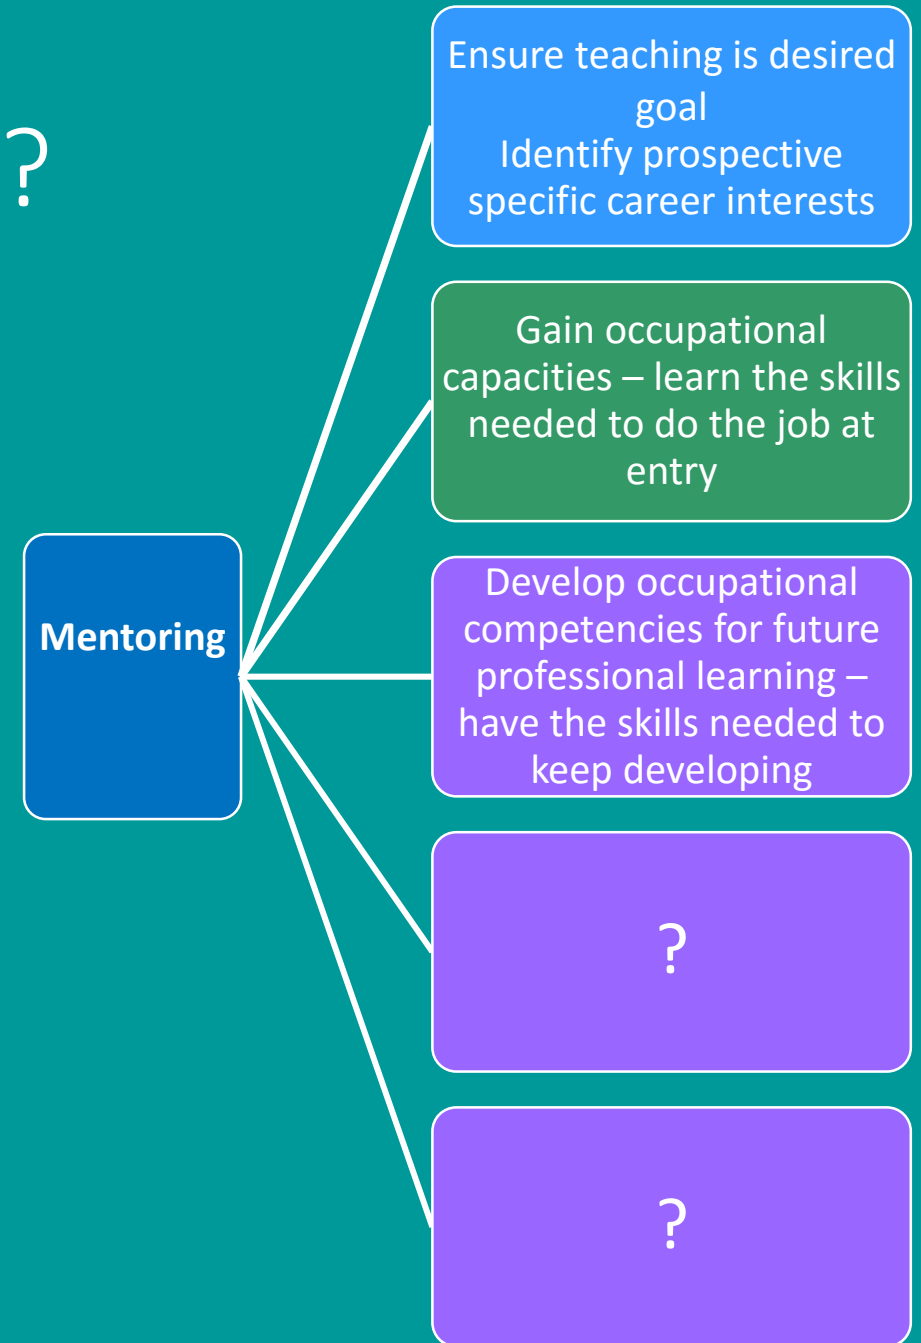 ?
Ensure teaching is desired
goal
Identify prospective
specific career interests
Gain occupational
capacities – learn the skills
needed to do the job at
entry
Mentoring
Develop occupational
competencies for future
professional learning –
have the skills needed to
keep developing
?
?